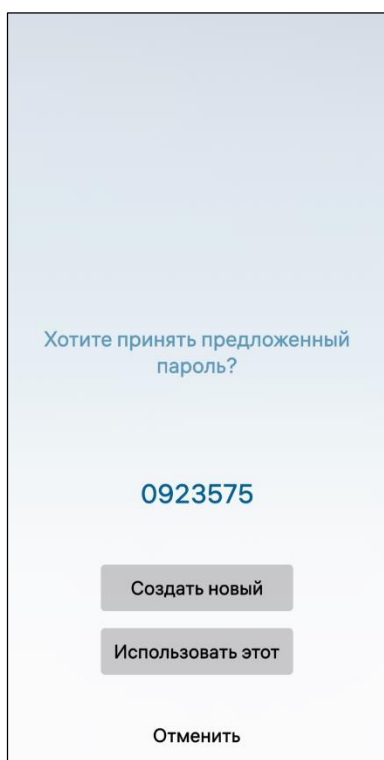 Хотите принять предложенный
пароль?
0923575
Создать новый
Использовать этот
Отменить